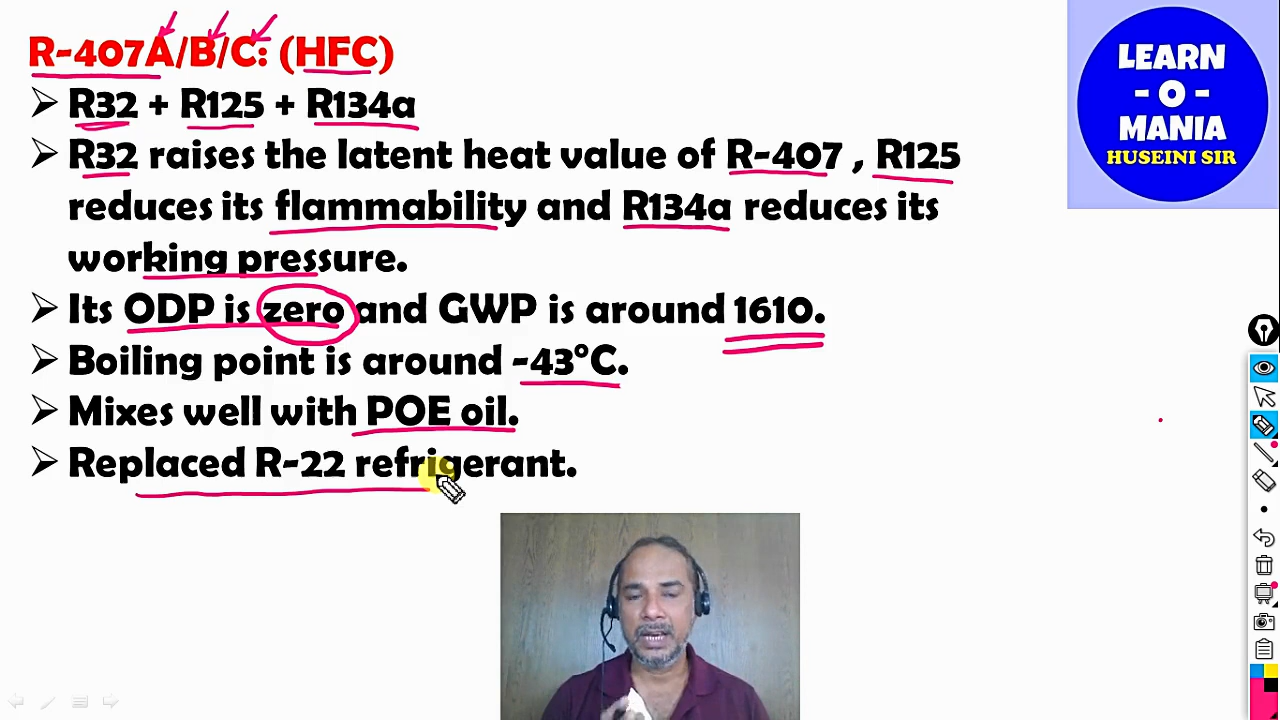 R-407A/B/C: (HFC)
R32 + R125 + R134a
R32 raises the latent heat value of R-407 , R125
reduces its flammability and R134a reduces its
working pressure.
Its ODP is zero and GWP is around 1610.
Boiling point is around -43°C.
Mixes well with POE oil.
Replaced R-22 refrigerant.
LEARN
- O -
MANIA
HUSEINI SIR